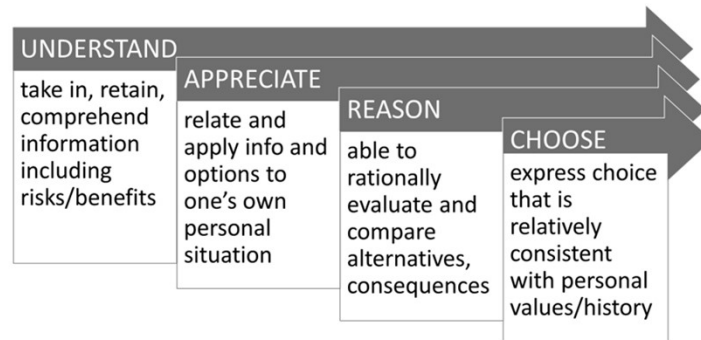 UNDERSTAND
take in, retain,
comprehend
information
including
risks/benefits
APPRECIATE
relate and
apply info and
options to
one's own
personal
situation
REASON
able to
rationally
evaluate and
compare
alternatives,
consequences
CHOOSE
express choice
that is
relatively
consistent
with personal
values/history